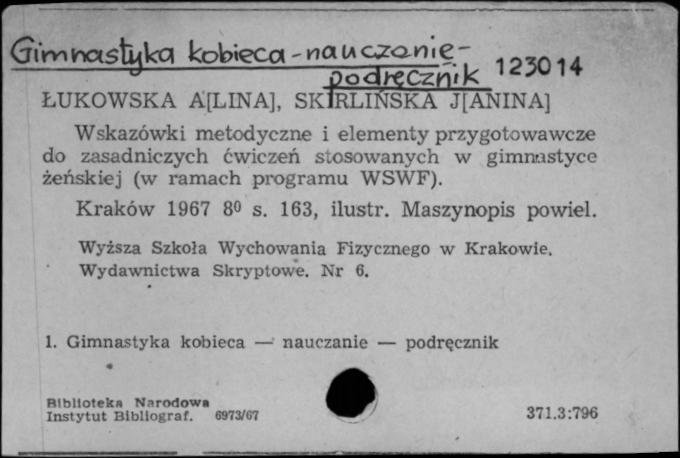 Gimnastyka kobieca - nauczanie -
podręcznik 123014
ŁUKOWSKA A[LINA], SKIRLIŃSKA J[ANINA]
Wskazówki metodyczne i elementy przygotowawcze
do zasadniczych ćwiczeń stosowanych w gimnastyce
żeńskiej (w ramach programu WSWF).
Kraków 1967 8⁰ s. 163, ilustr. Maszynopis powiel.
Wyższa Szkoła Wychowania Fizycznego w Krakowie.
Wydawnictwa Skryptowe. Nr 6.
1. Gimnastyka kobieca — nauczanie — podręcznik
Biblioteka Narodowa
Instytut Bibliograf. 6973/67 371.3:796